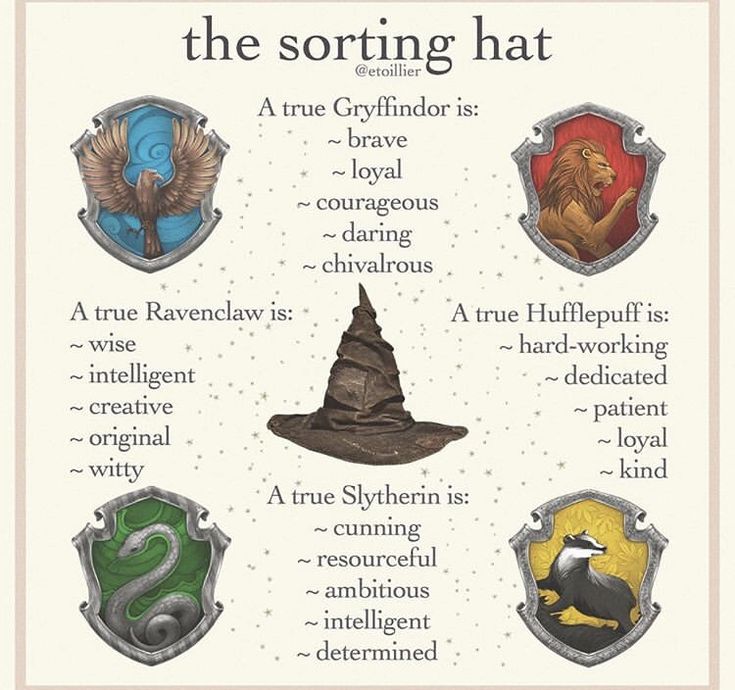 the sorting hat
@etoillier
A true Gryffindor is:
~ brave
~ loyal
~ courageous
~ daring
~ chivalrous
A true Ravenclaw is:
~ wise
~ intelligent
~ creative
~ original
~ witty
A true Hufflepuff is:
~ hard-working
~ dedicated
~ patient
~ loyal
~ kind
A true Slytherin is:
~ cunning
~ resourceful
~ ambitious
~ intelligent
~ determined